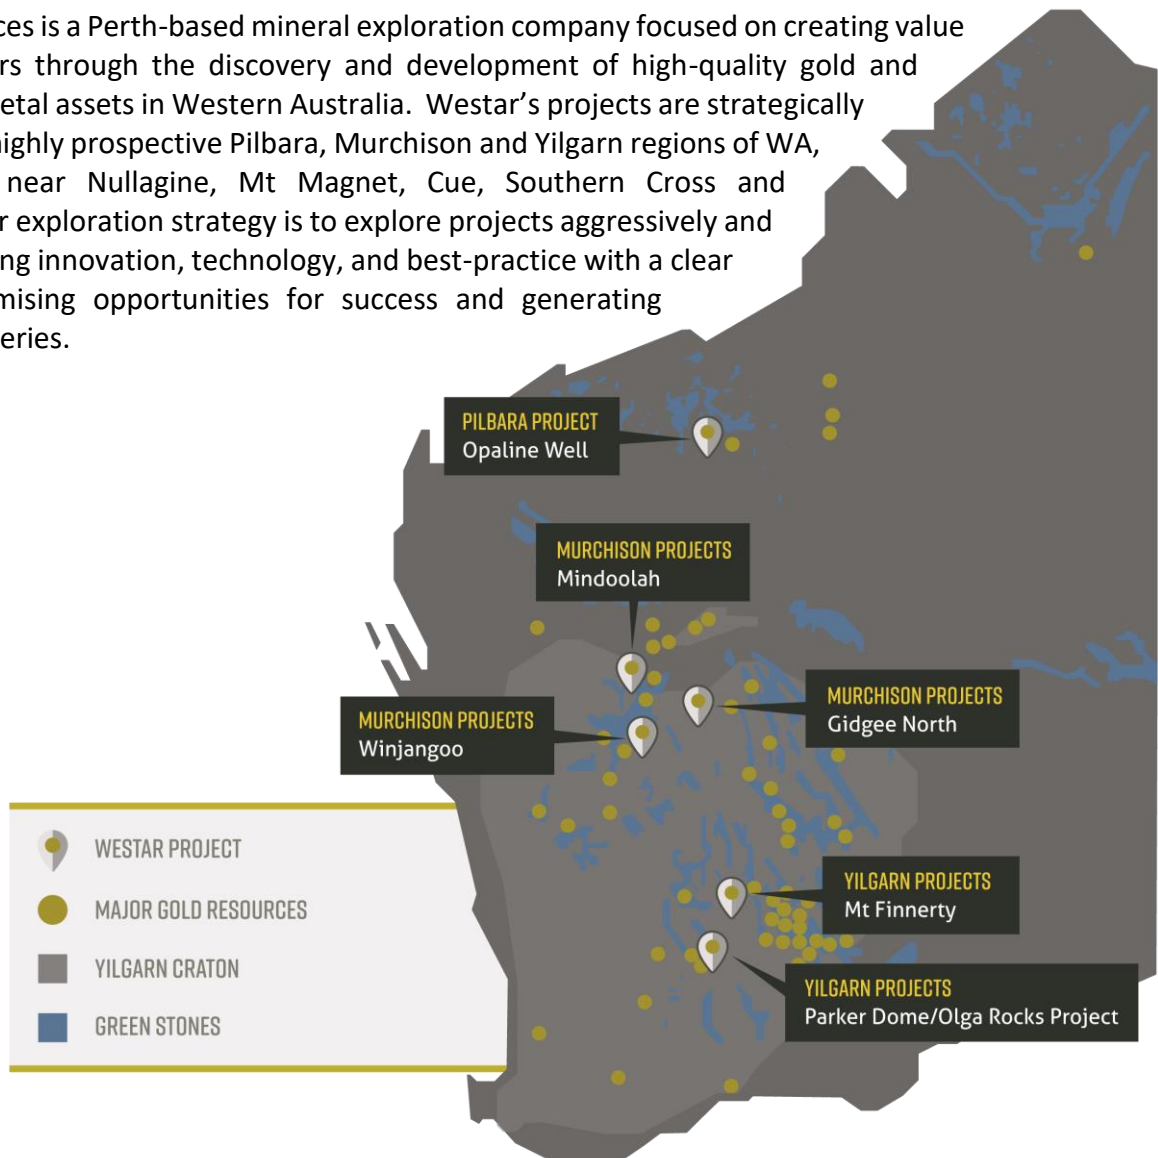 ces is a Perth-based mineral exploration company focused on creating value
rs through the discovery and development of high-quality gold and
etal assets in Western Australia. Westar's projects are strategically
highly prospective Pilbara, Murchison and Yilgarn regions of WA,
near Nullagine, Mt Magnet, Cue, Southern Cross and
r exploration strategy is to explore projects aggressively and
ng innovation, technology, and best-practice with a clear
mising opportunities for success and generating
eries.
PILBARA PROJECT
Opaline Well
MURCHISON PROJECTS
Mindoolah
MURCHISON PROJECTS
Gidgee North
MURCHISON PROJECTS
Winjangoo
WESTAR PROJECT
MAJOR GOLD RESOURCES
YILGARN CRATON
GREEN STONES
YILGARN PROJECTS
Mt Finnerty
YILGARN PROJECTS
Parker Dome/Olga Rocks Project